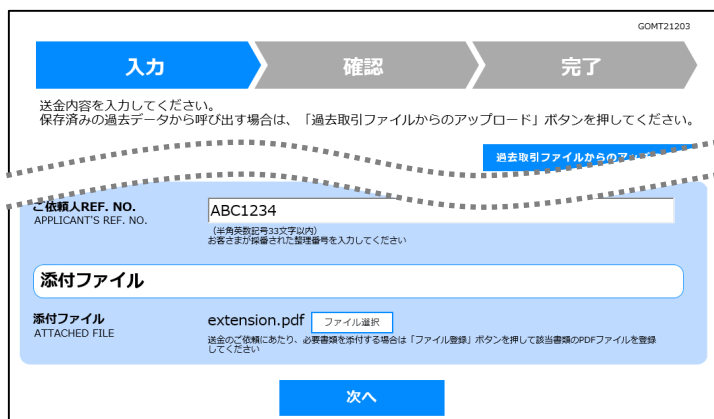 GOMT21203
入力
確認
完了
送金内容を入力してください。
保存済みの過去データから呼び出す場合は、「過去取引ファイルからのアップロード」ボタンを押してください。
過去取引ファイルからのアップ
ご依頼人REF. NO.
APPLICANT'S REF. NO.
ABC1234
(半角英数記号33文字以内)
お客さまが採番された整理番号を入力してください
添付ファイル
添付ファイル
ATTACHED FILE
extension.pdf
ファイル選択
送金のご依頼にあたり、必要書類を添付する場合は「ファイル登録」ボタンを押して該当書類のPDFファイルを登録
してください
次へ